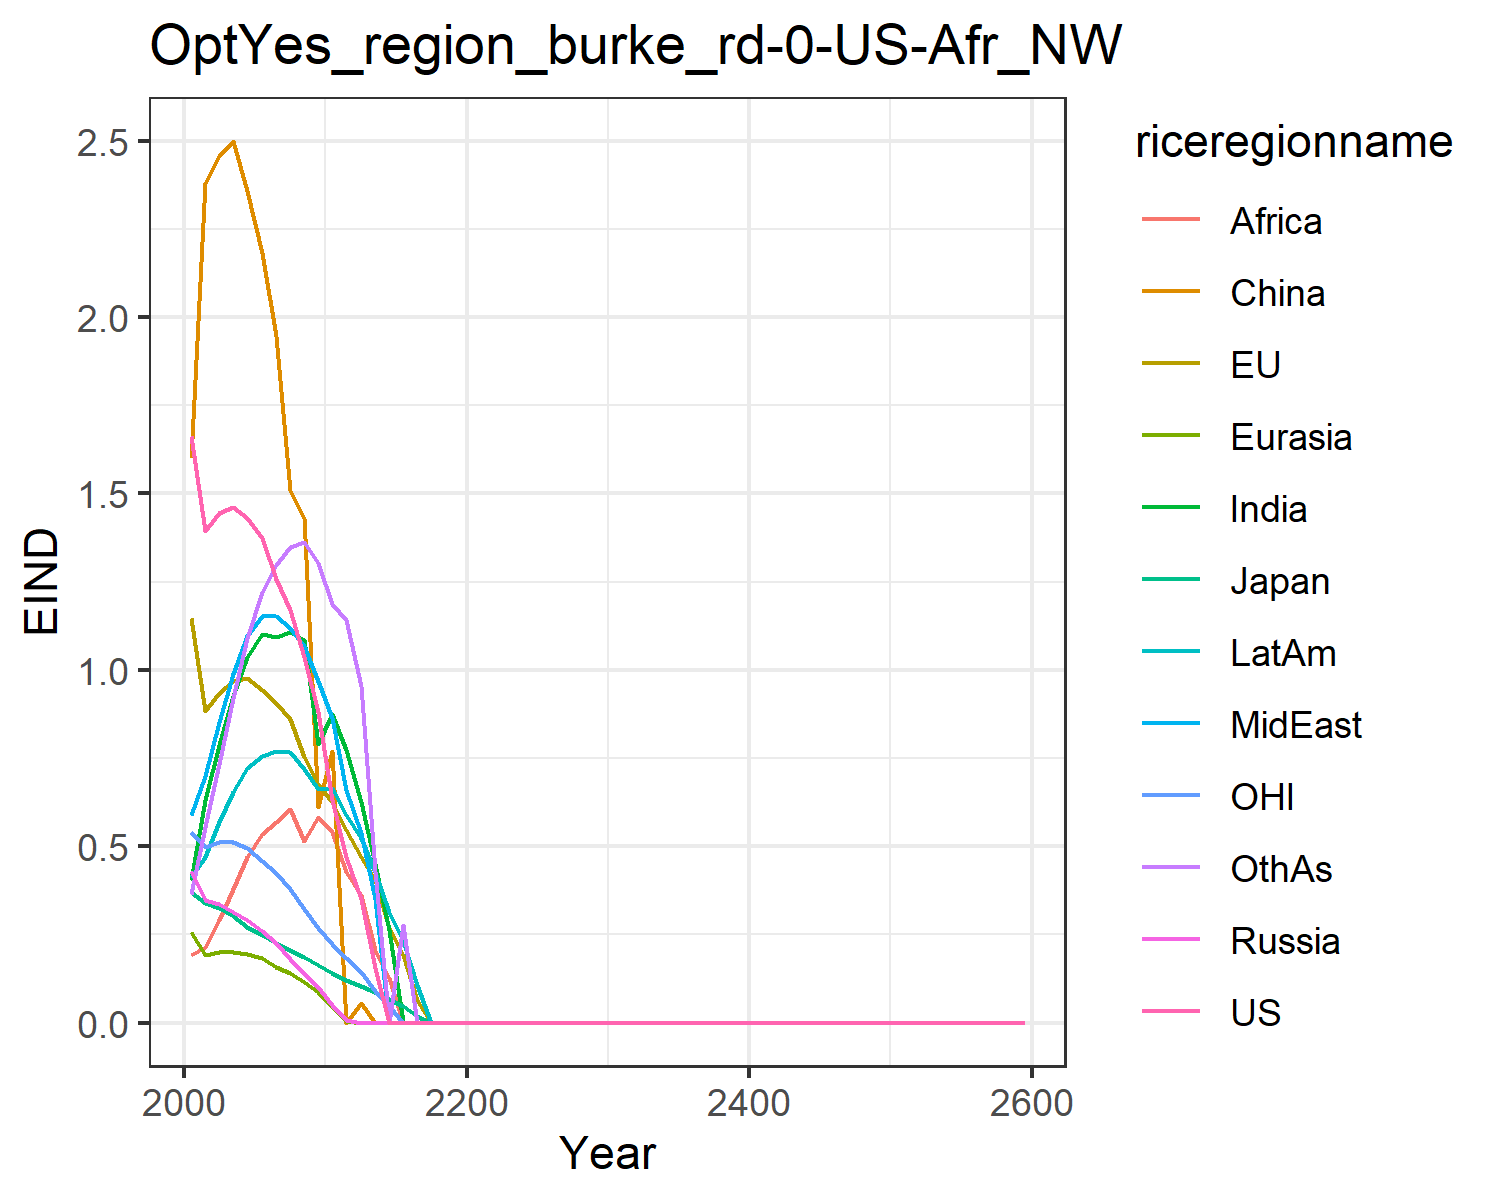 OptYes_region_burke_rd-0-US-Afr_NW
2.5
2.0
1.5
1.0
0.5
0.0
EIND
2000
2200
2400
2600
Year
riceregionname
Africa
China
EU
Eurasia
India
Japan
LatAm
MidEast
OHI
OthAs
Russia
US